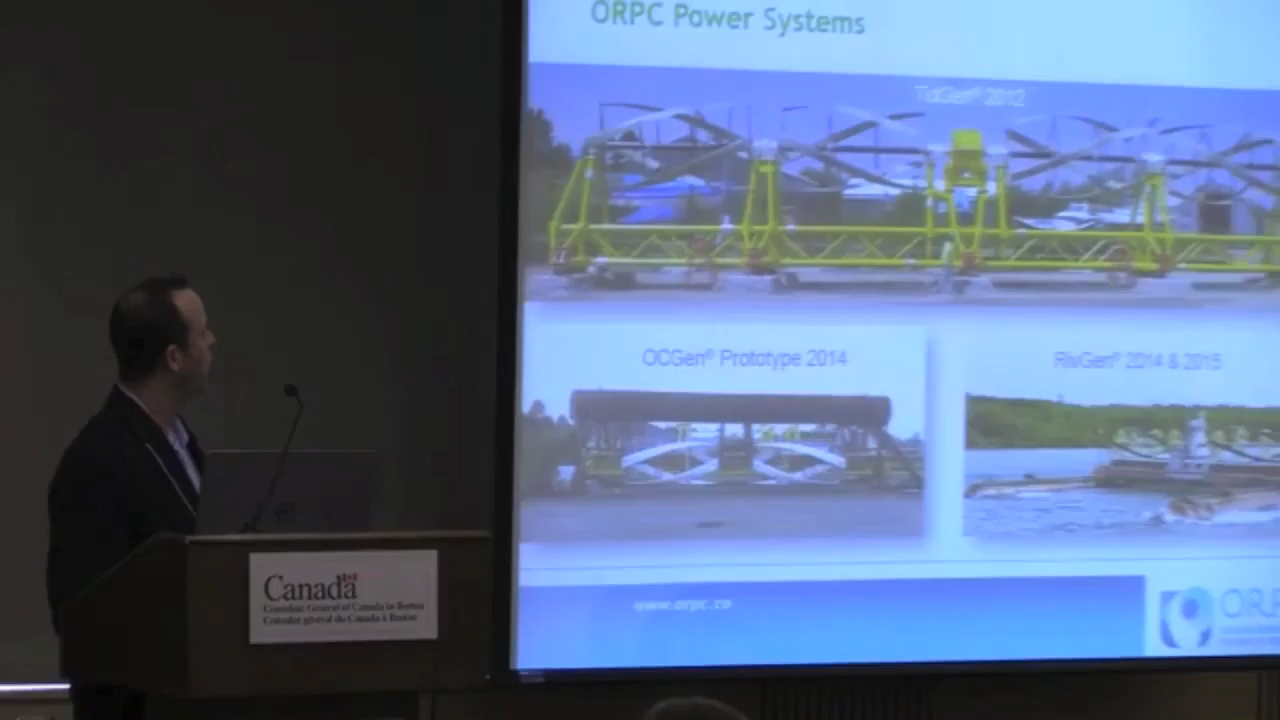 ORPC Power Systems
TidGen® 2012
OCGen® Prototype 2014
RivGen® 2014 & 2015
Canada
Consulate General of Canada in Boston
Consulat général du Canada à Boston
www.orpc.co
ORP